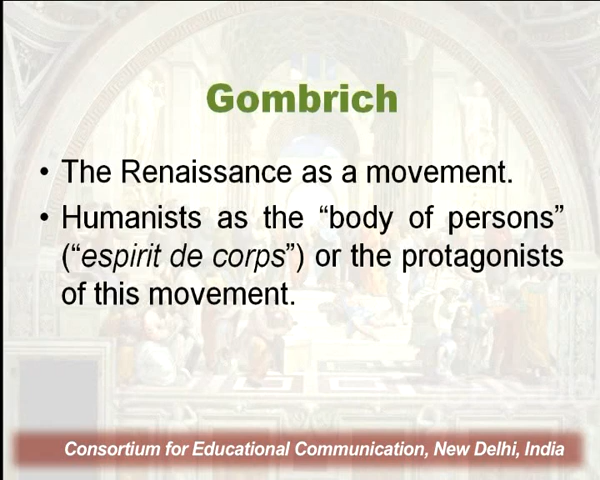 Gombrich
• The Renaissance as a movement.
• Humanists as the “body of persons”
(“espirit de corps”) or the protagonists
of this movement.
Consortium for Educational Communication, New Delhi, India